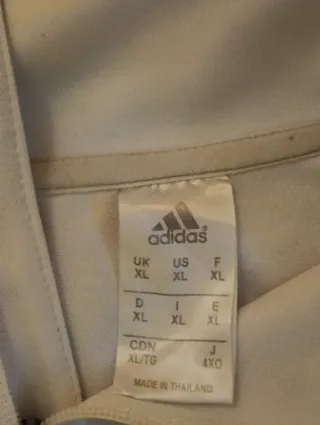 adidas®
UK US F
XL XL XL
D I E
XL XL XL
CDN J
XL/TG 4XO
MADE IN THAILAND